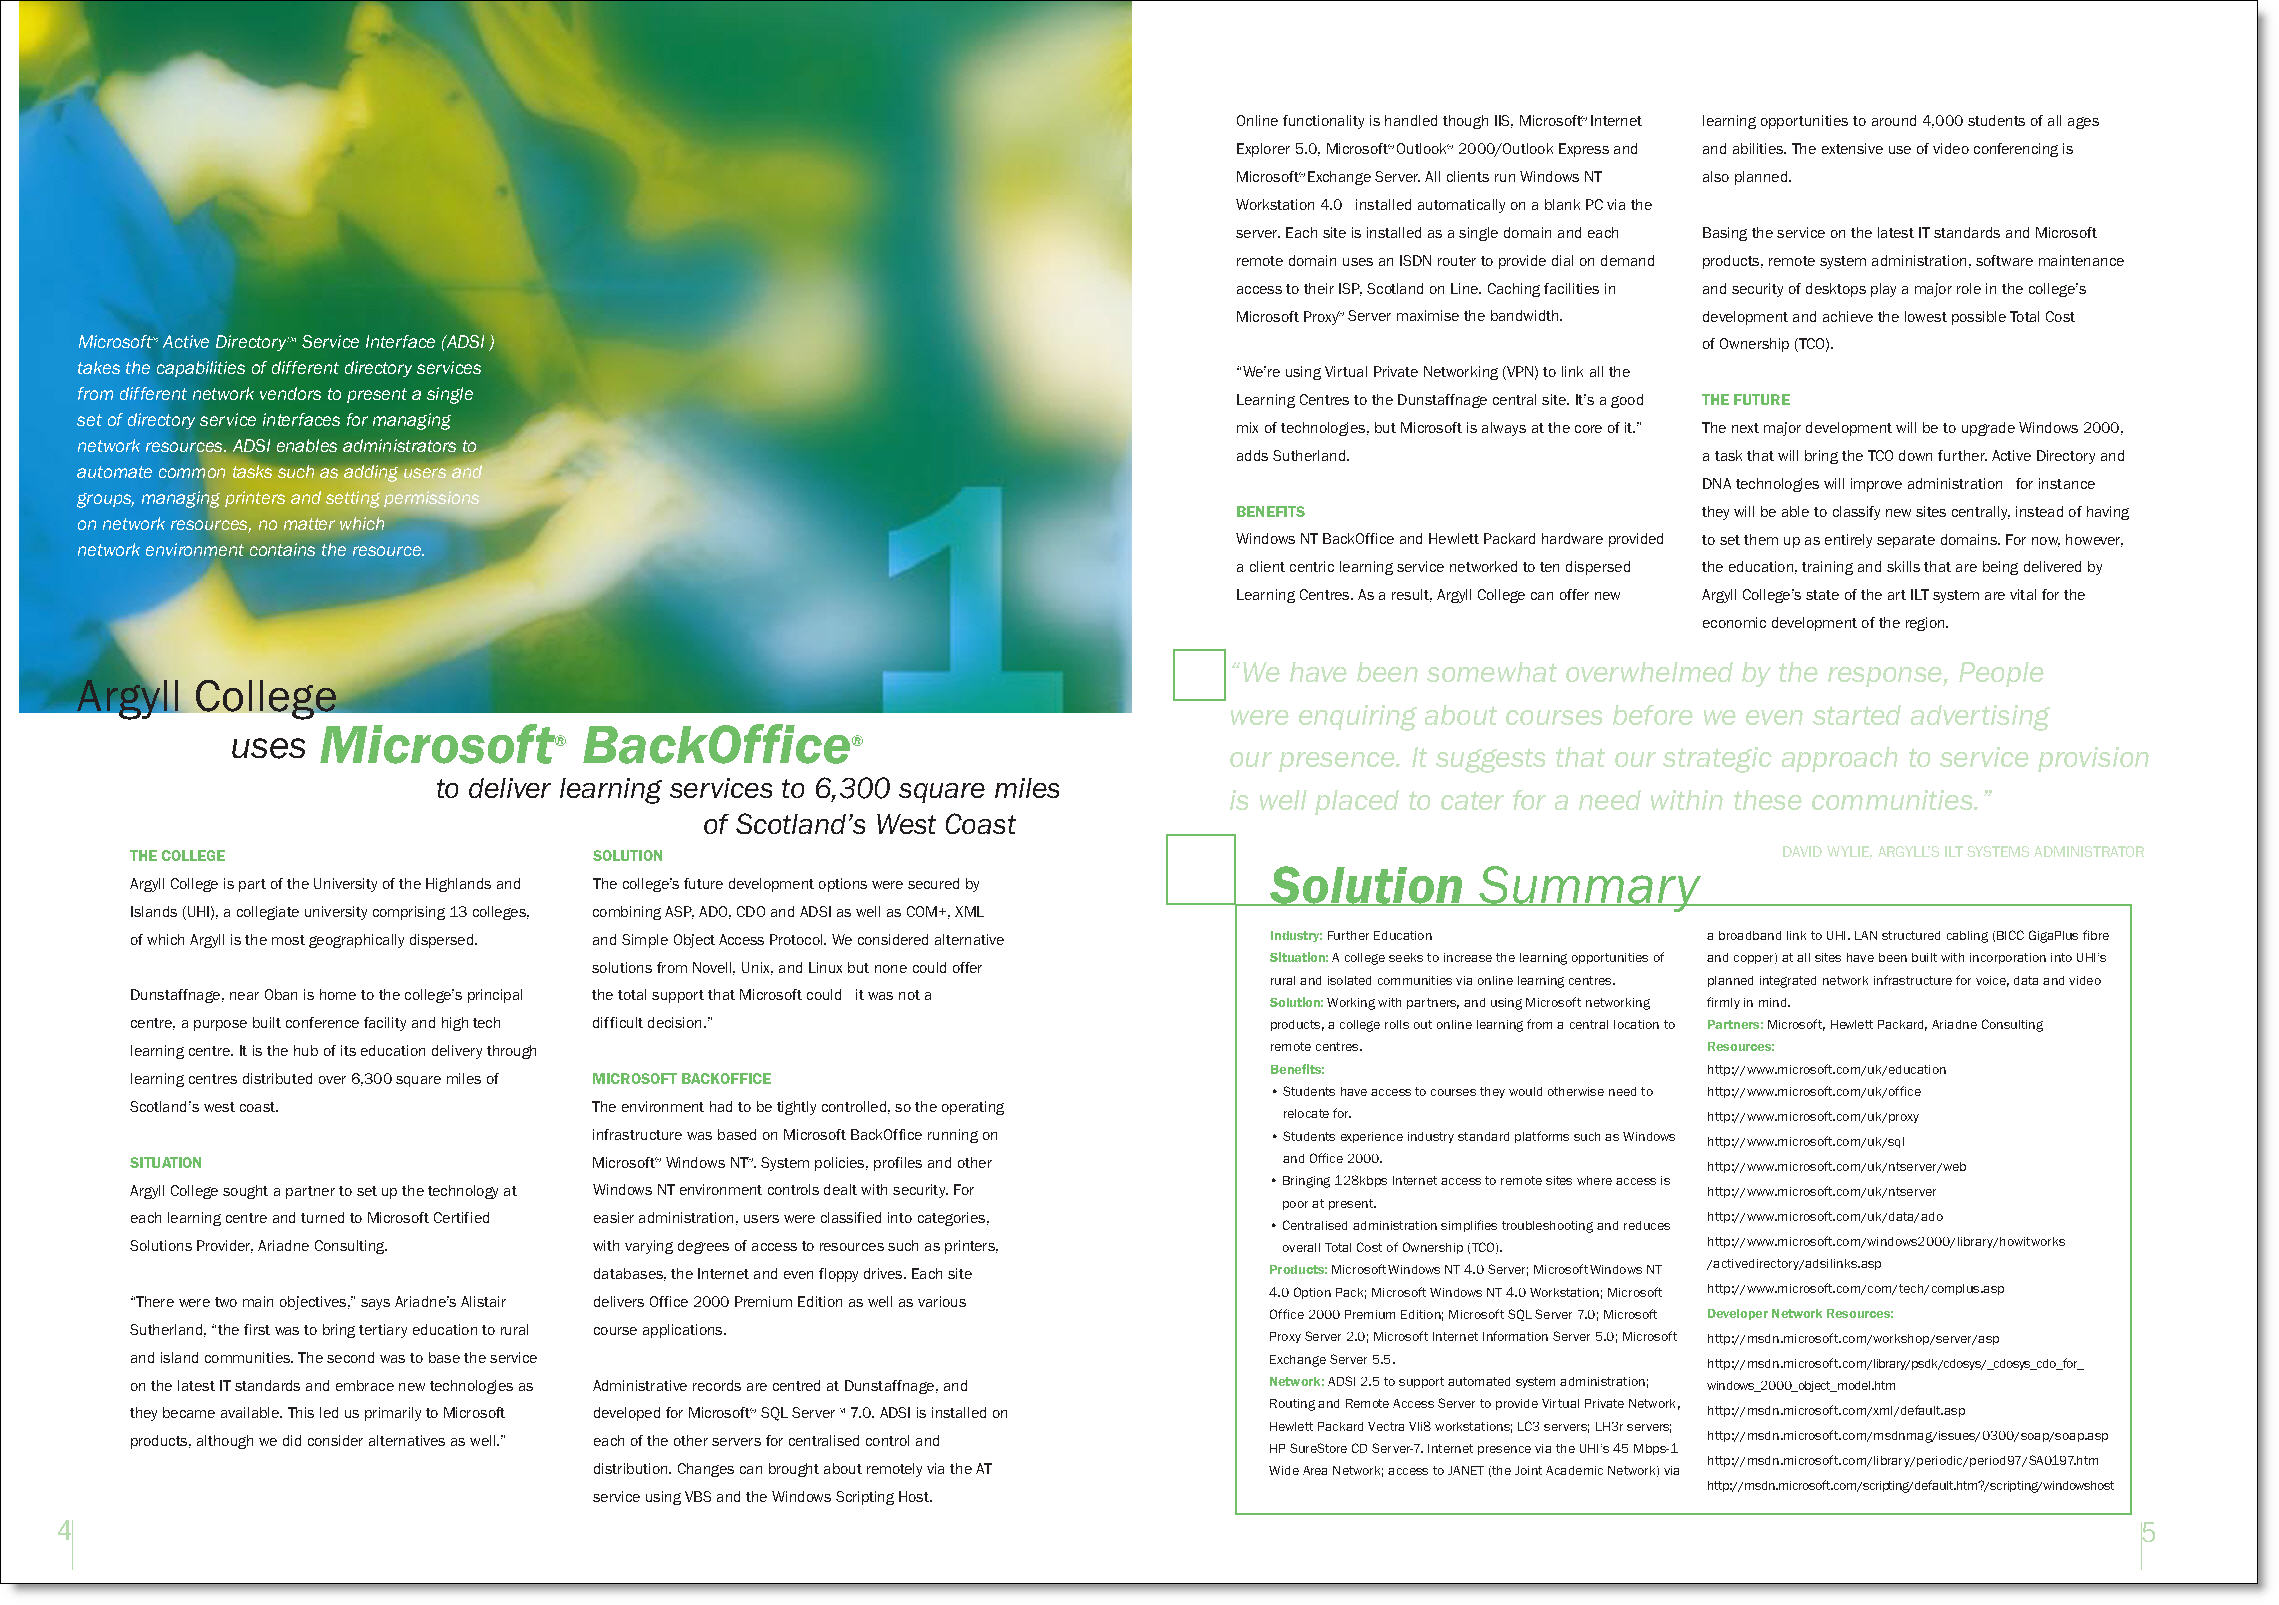 Microsoft® Active Directory™ Service Interface (ADSI )
takes the capabilities of different directory services
from different network vendors to present a single
set of directory service interfaces for managing
network resources. ADSI enables administrators to
automate common tasks such as adding users and
groups, managing printers and setting permissions
on network resources, no matter which
network environment contains the resource.
1
Argyll College
uses Microsoft® BackOffice®
to deliver learning services to 6,300 square miles
of Scotland’s West Coast
THE COLLEGE
Argyll College is part of the University of the Highlands and
Islands (UHI), a collegiate university comprising 13 colleges,
of which Argyll is the most geographically dispersed.
Dunstaffnage, near Oban is home to the college’s principal
centre, a purpose built conference facility and high tech
learning centre. It is the hub of its education delivery through
learning centres distributed over 6,300 square miles of
Scotland’s west coast.
SITUATION
Argyll College sought a partner to set up the technology at
each learning centre and turned to Microsoft Certified
Solutions Provider, Ariadne Consulting.
“There were two main objectives,” says Ariadne’s Alistair
Sutherland, “the first was to bring tertiary education to rural
and island communities. The second was to base the service
on the latest IT standards and embrace new technologies as
they became available. This led us primarily to Microsoft
products, although we did consider alternatives as well.”
SOLUTION
The college’s future development options were secured by
combining ASP, ADO, CDO and ADSI as well as COM+, XML
and Simple Object Access Protocol. We considered alternative
solutions from Novell, Unix, and Linux but none could offer
the total support that Microsoft could it was not a
difficult decision.”
MICROSOFT BACKOFFICE
The environment had to be tightly controlled, so the operating
infrastructure was based on Microsoft BackOffice running on
Microsoft® Windows NT®. System policies, profiles and other
Windows NT environment controls dealt with security. For
easier administration, users were classified into categories,
with varying degrees of access to resources such as printers,
databases, the Internet and even floppy drives. Each site
delivers Office 2000 Premium Edition as well as various
course applications.
Administrative records are centred at Dunstaffnage, and
developed for Microsoft® SQL Server ™ 7.0. ADSI is installed on
each of the other servers for centralised control and
distribution. Changes can brought about remotely via the AT
service using VBS and the Windows Scripting Host.
4
Online functionality is handled though IIS, Microsoft® Internet
Explorer 5.0, Microsoft® Outlook® 2000/Outlook Express and
Microsoft® Exchange Server. All clients run Windows NT
Workstation 4.0 installed automatically on a blank PC via the
server. Each site is installed as a single domain and each
remote domain uses an ISDN router to provide dial on demand
access to their ISP, Scotland on Line. Caching facilities in
Microsoft Proxy® Server maximise the bandwidth.
“We’re using Virtual Private Networking (VPN) to link all the
Learning Centres to the Dunstaffnage central site. It’s a good
mix of technologies, but Microsoft is always at the core of it.”
adds Sutherland.
BENEFITS
Windows NT BackOffice and Hewlett Packard hardware provided
a client centric learning service networked to ten dispersed
Learning Centres. As a result, Argyll College can offer new
learning opportunities to around 4,000 students of all ages
and abilities. The extensive use of video conferencing is
also planned.
Basing the service on the latest IT standards and Microsoft
products, remote system administration, software maintenance
and security of desktops play a major role in the college’s
development and achieve the lowest possible Total Cost
of Ownership (TCO).
THE FUTURE
The next major development will be to upgrade Windows 2000,
a task that will bring the TCO down further. Active Directory and
DNA technologies will improve administration for instance
they will be able to classify new sites centrally, instead of having
to set them up as entirely separate domains. For now, however,
the education, training and skills that are being delivered by
Argyll College’s state of the art ILT system are vital for the
economic development of the region.
“We have been somewhat overwhelmed by the response, People
were enquiring about courses before we even started advertising
our presence. It suggests that our strategic approach to service provision
is well placed to cater for a need within these communities.”
DAVID WYLIE, ARGYLL’S ILT SYSTEMS ADMINISTRATOR
Solution Summary
Industry: Further Education
Situation: A college seeks to increase the learning opportunities of
rural and isolated communities via online learning centres.
Solution: Working with partners, and using Microsoft networking
products, a college rolls out online learning from a central location to
remote centres.
Benefits:
• Students have access to courses they would otherwise need to
relocate for.
• Students experience industry standard platforms such as Windows
and Office 2000.
• Bringing 128kbps Internet access to remote sites where access is
poor at present.
• Centralised administration simplifies troubleshooting and reduces
overall Total Cost of Ownership (TCO).
Products: Microsoft Windows NT 4.0 Server; Microsoft Windows NT
4.0 Option Pack; Microsoft Windows NT 4.0 Workstation; Microsoft
Office 2000 Premium Edition; Microsoft SQL Server 7.0; Microsoft
Proxy Server 2.0; Microsoft Internet Information Server 5.0; Microsoft
Exchange Server 5.5.
Network: ADSI 2.5 to support automated system administration;
Routing and Remote Access Server to provide Virtual Private Network,
Hewlett Packard Vectra Vli8 workstations; LC3 servers; LH3r servers;
HP SureStore CD Server-7. Internet presence via the UHI’s 45 Mbps-1
Wide Area Network; access to JANET (the Joint Academic Network) via
a broadband link to UHI. LAN structured cabling (BICC GigaPlus fibre
and copper) at all sites have been built with incorporation into UHI’s
planned integrated network infrastructure for voice, data and video
firmly in mind.
Partners: Microsoft, Hewlett Packard, Ariadne Consulting
Resources:
http://www.microsoft.com/uk/education
http://www.microsoft.com/uk/office
http://www.microsoft.com/uk/proxy
http://www.microsoft.com/uk/sql
http://www.microsoft.com/uk/ntserver/web
http://www.microsoft.com/uk/ntserver
http://www.microsoft.com/uk/data/ado
http://www.microsoft.com/windows2000/library/howitworks
/activedirectory/adsilinks.asp
http://www.microsoft.com/com/tech/complus.asp
Developer Network Resources:
http://msdn.microsoft.com/workshop/server/asp
http://msdn.microsoft.com/library/psdk/cdosys/_cdosys_cdo_for_
windows_2000_object_model.htm
http://msdn.microsoft.com/xml/default.asp
http://msdn.microsoft.com/msdnmag/issues/0300/soap/soap.asp
http://msdn.microsoft.com/library/periodic/period97/SA0197.htm
http://msdn.microsoft.com/scripting/default.htm?/scripting/windowshost
5